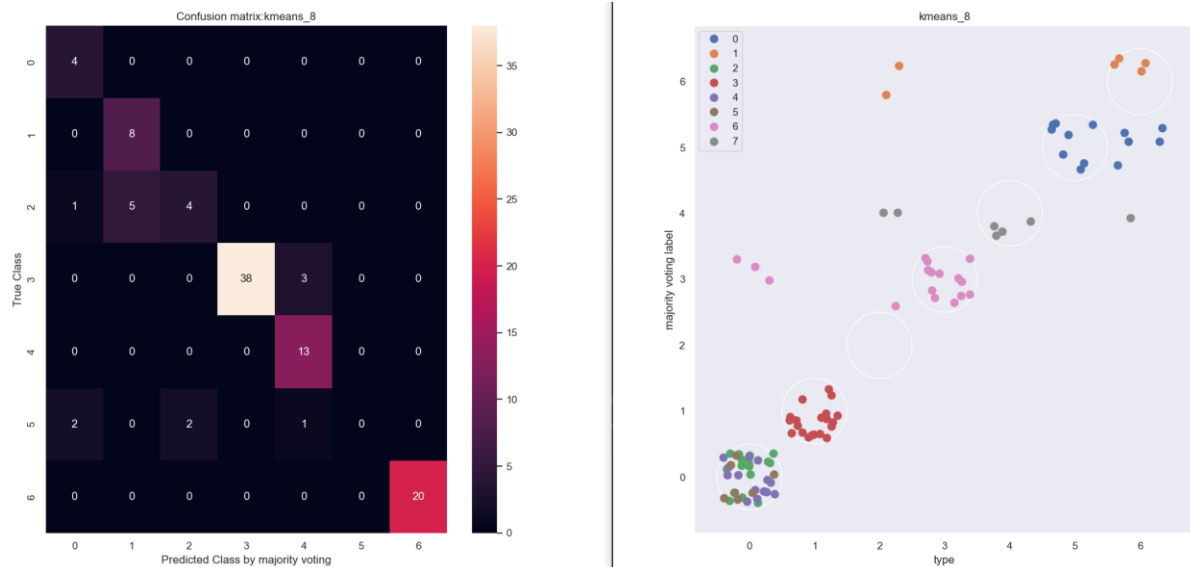 Confusion matrix:kmeans_8
0 4 0 0 0 0 0 0
1 0 8 0 0 0 0 0
2 1 5 4 0 0 0 0
3 0 0 0 38 3 0 0
4 0 0 0 0 13 0 0
5 2 0 2 0 1 0 0
6 0 0 0 0 0 0 20
0 1 2 3 4 5 6
True Class
Predicted Class by majority voting
35
30
25
20
15
10
5
0
kmeans_8
0
1
2
3
4
5
6
7
6
5
4
3
2
1
0
majority voting label
0 1 2 3 4 5 6
type